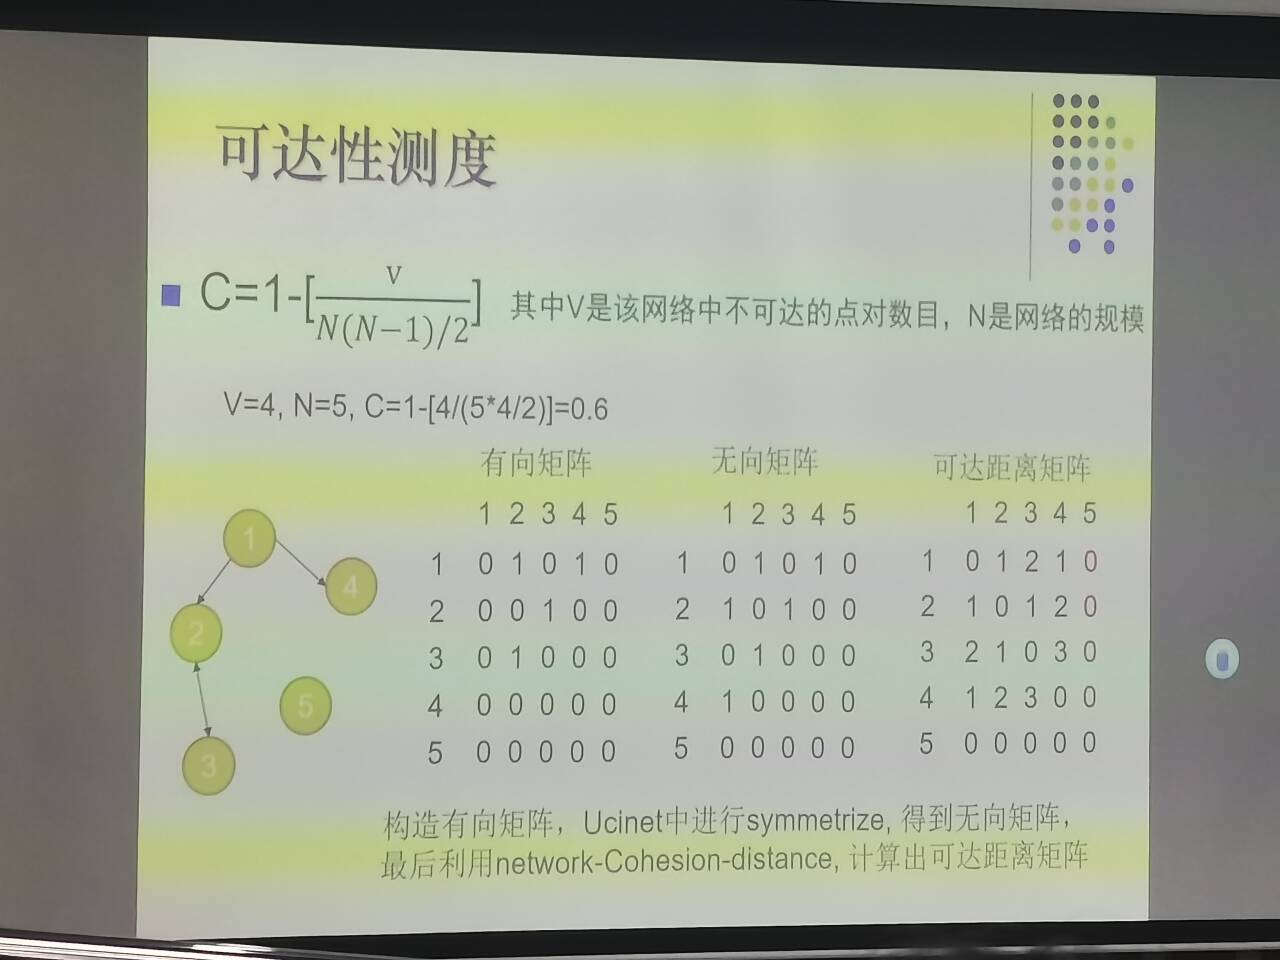 可达性测度
C=1-[V/N(N−1)/2] 其中V是该网络中不可达的点对数目，N是网络的规模
V=4, N=5, C=1-[4/(5*4/2)]=0.6
有向矩阵 无向矩阵 可达距离矩阵
1 2 3 4 5 1 2 3 4 5 1 2 3 4 5
1 0 1 0 1 0 1 0 1 0 1 0 1 0 1 2 1 0
2 0 0 1 0 0 2 1 0 1 0 0 2 1 0 1 2 0
3 0 1 0 0 0 3 0 1 0 0 0 3 2 1 0 3 0
4 0 0 0 0 0 4 1 0 0 0 0 4 1 2 3 0 0
5 0 0 0 0 0 5 0 0 0 0 0 5 0 0 0 0 0
1
4
2
5
3
构造有向矩阵，Ucinet中进行symmetrize, 得到无向矩阵，
最后利用network-Cohesion-distance, 计算出可达距离矩阵